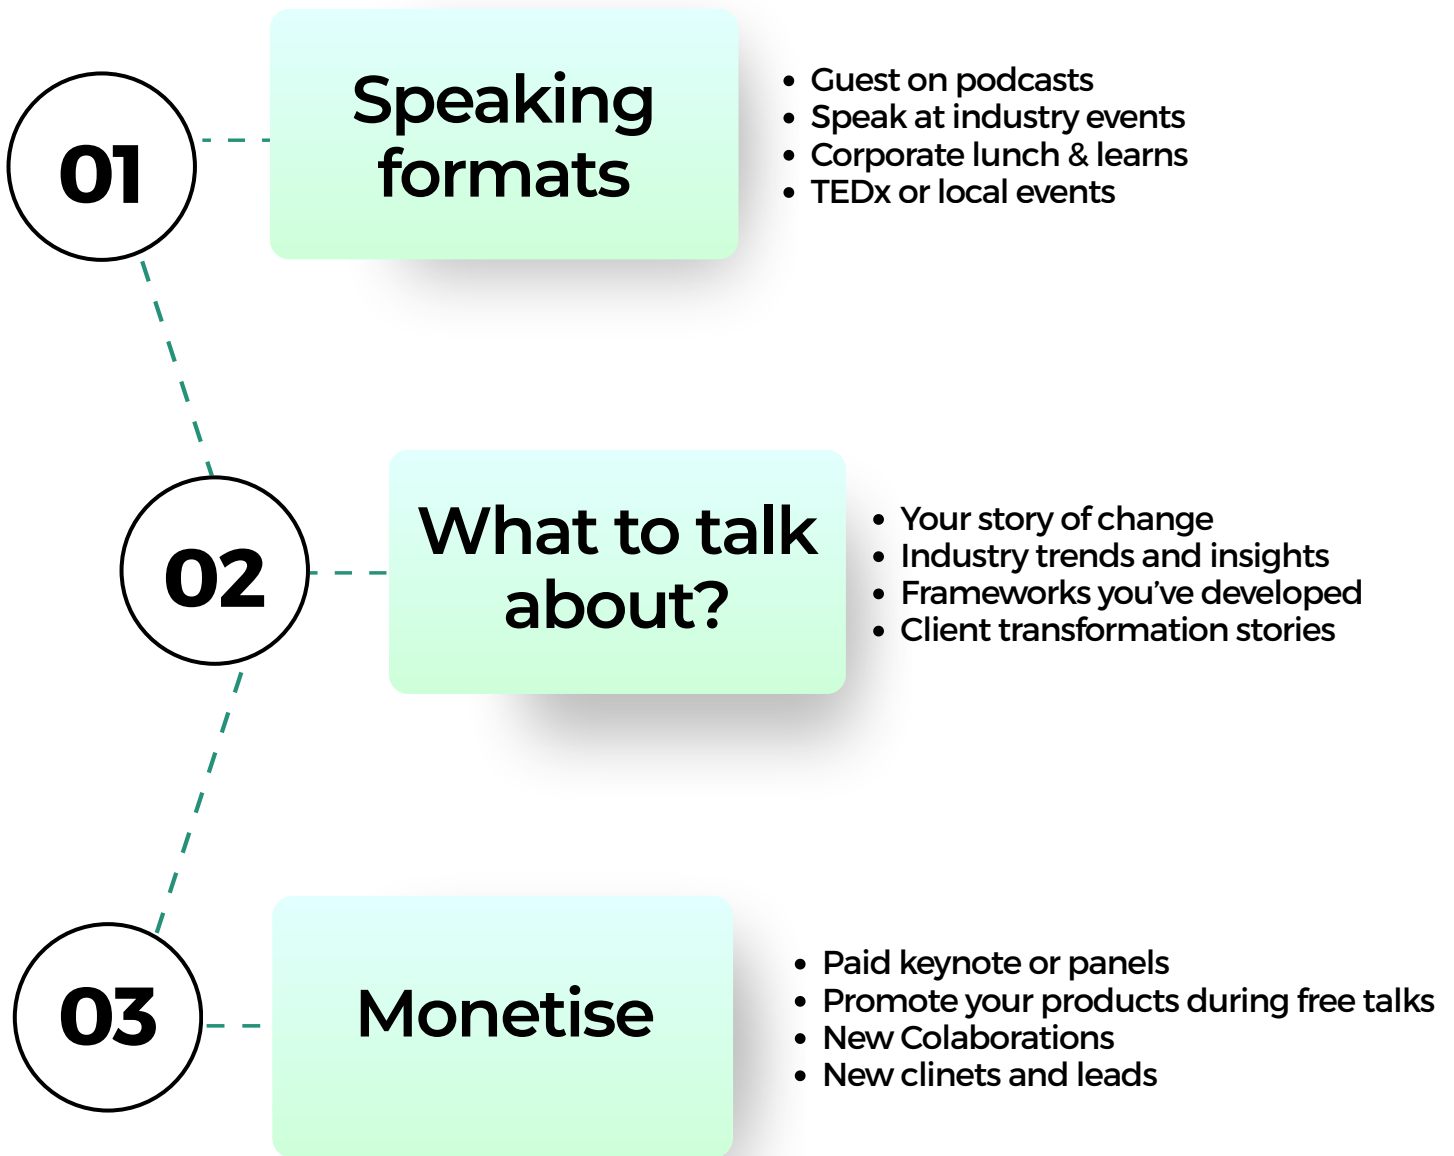 01
Speaking
formats
• Guest on podcasts
• Speak at industry events
• Corporate lunch & learns
• TEDx or local events
02
What to talk
about?
• Your story of change
• Industry trends and insights
• Frameworks you’ve developed
• Client transformation stories
03
Monetise
• Paid keynote or panels
• Promote your products during free talks
• New Colaborations
• New clinets and leads